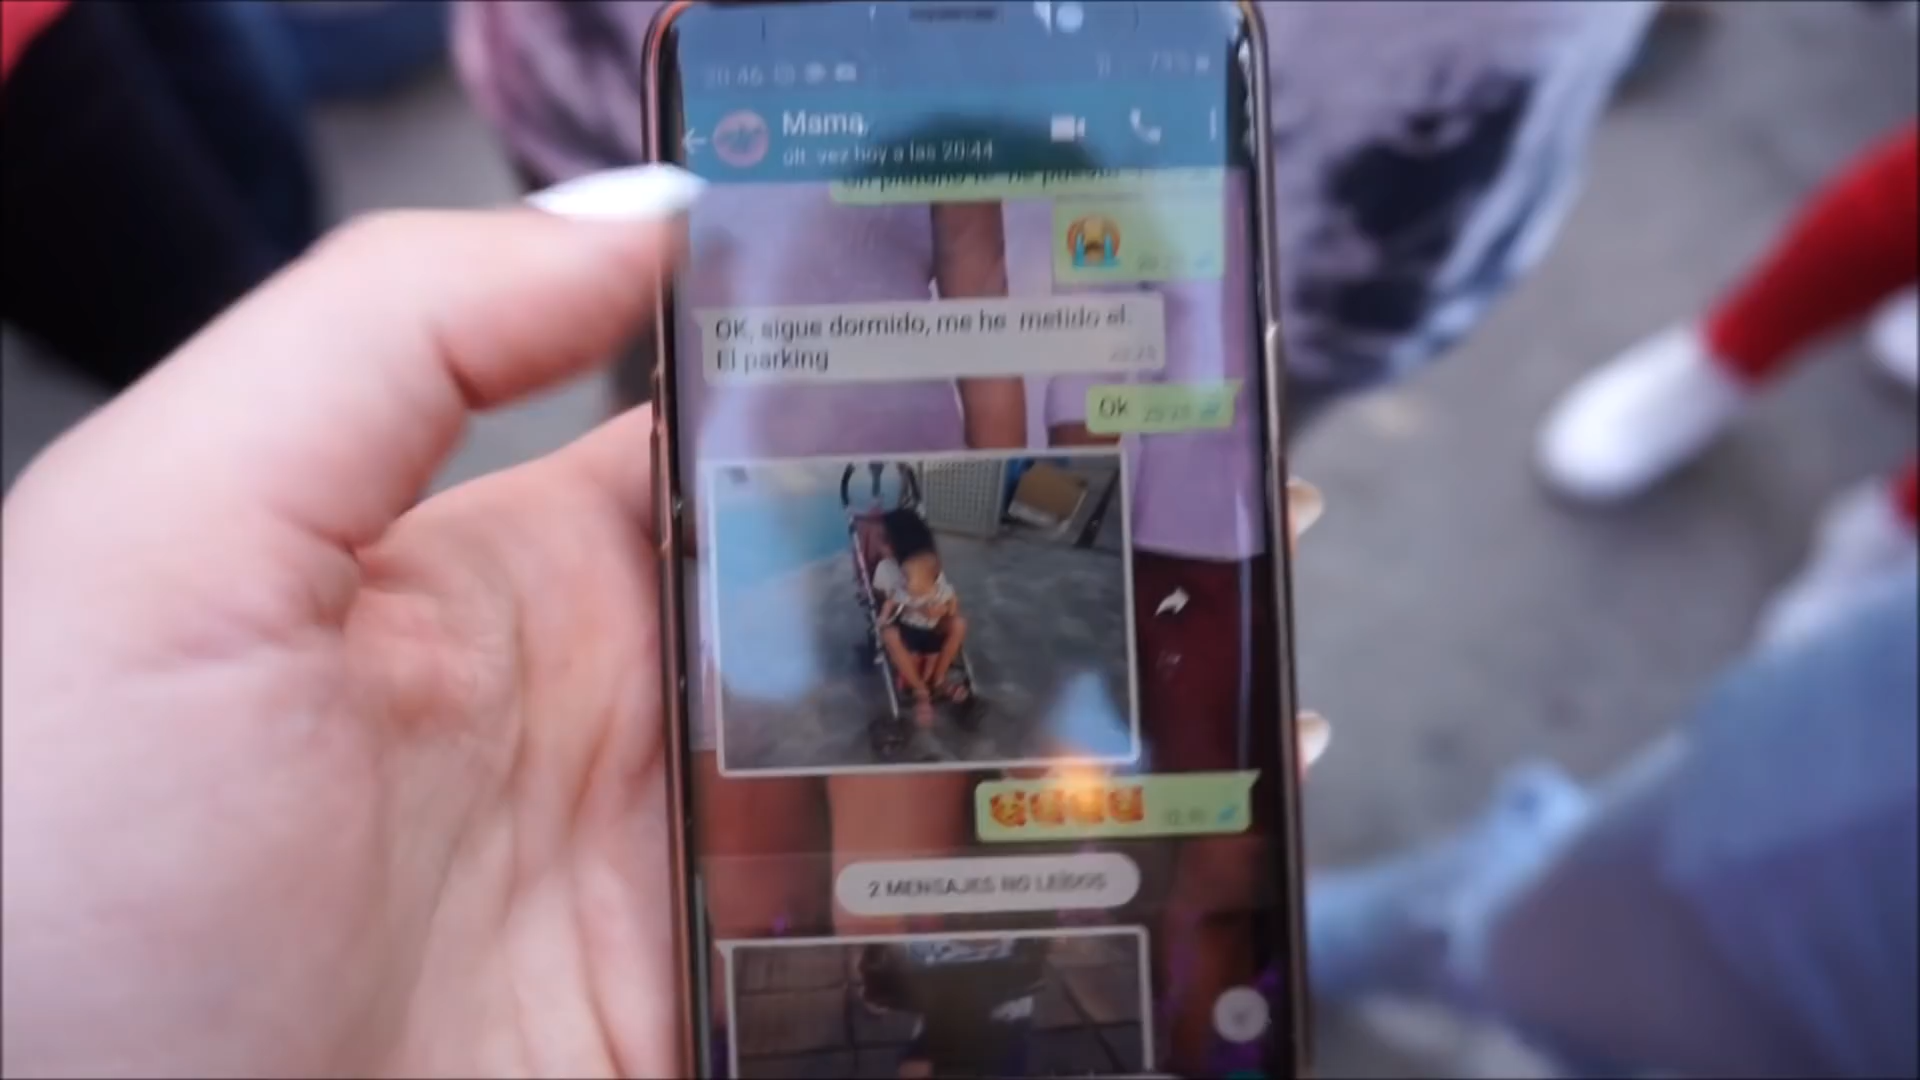 20:46
Mama
últ. vez hoy a las 20:44
OK, sigue dormido, me he metido el.
El parking
Ok
2 MENSAJES NO LEÍDOS